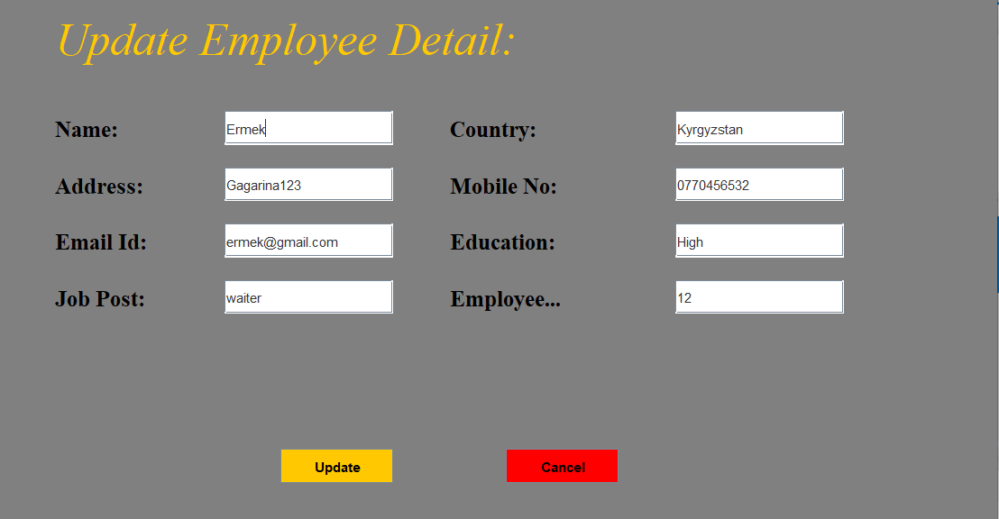 Update Employee Detail:
Name: Ermek Country: Kyrgyzstan
Address: Gagarina123 Mobile No: 0770456532
Email Id: ermek@gmail.com Education: High
Job Post: waiter Employee... 12
Update Cancel